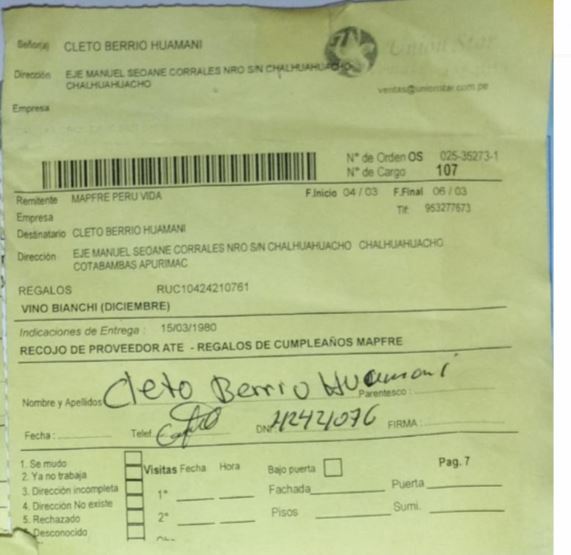 Señor(a) CLETO BERRIO HUAMANI
Union Star
Dirección EJE MANUEL SEOANE CORRALES NRO S/N CHALHUAHUACHO
CHALHUAHUACHO
ventas@unionstar.com.pe
Empresa
N° de Orden OS 025-35273-1
N° de Cargo 107
Remitente MAPFRE PERU VIDA F.Inicio 04 / 03 F.Final 06 / 03
Empresa Tlf: 953277673
Destinatario CLETO BERRIO HUAMANI
Dirección EJE MANUEL SEOANE CORRALES NRO S/N CHALHUAHUACHO CHALHUAHUACHO
COTABAMBAS APURIMAC
REGALOS RUC10424210761
VINO BIANCHI (DICIEMBRE)
Indicaciones de Entrega : 15/03/1980
RECOJO DE PROVEEDOR ATE - REGALOS DE CUMPLEAÑOS MAPFRE
Nombre y Apellidos Cleto Berrio Huamani Parentesco :
Fecha : Telef. DNI: 42421076 FIRMA :
1. Se mudo Visitas Fecha Hora Bajo puerta Pag. 7
2. Ya no trabaja
3. Dirección incompleta 1° Fachada Puerta
4. Dirección No existe
5. Rechazado 2° Pisos Sumi.
Desconocido